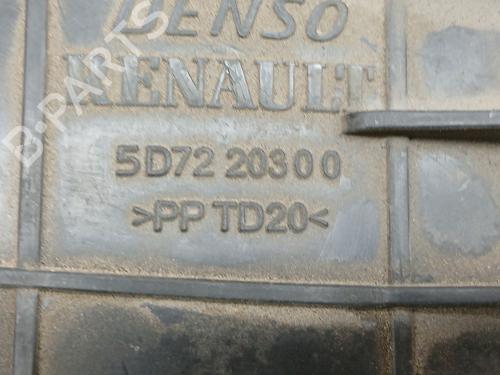 DENSO
RENAULT
5D72 20300
>PP TD20<
B-PARTS